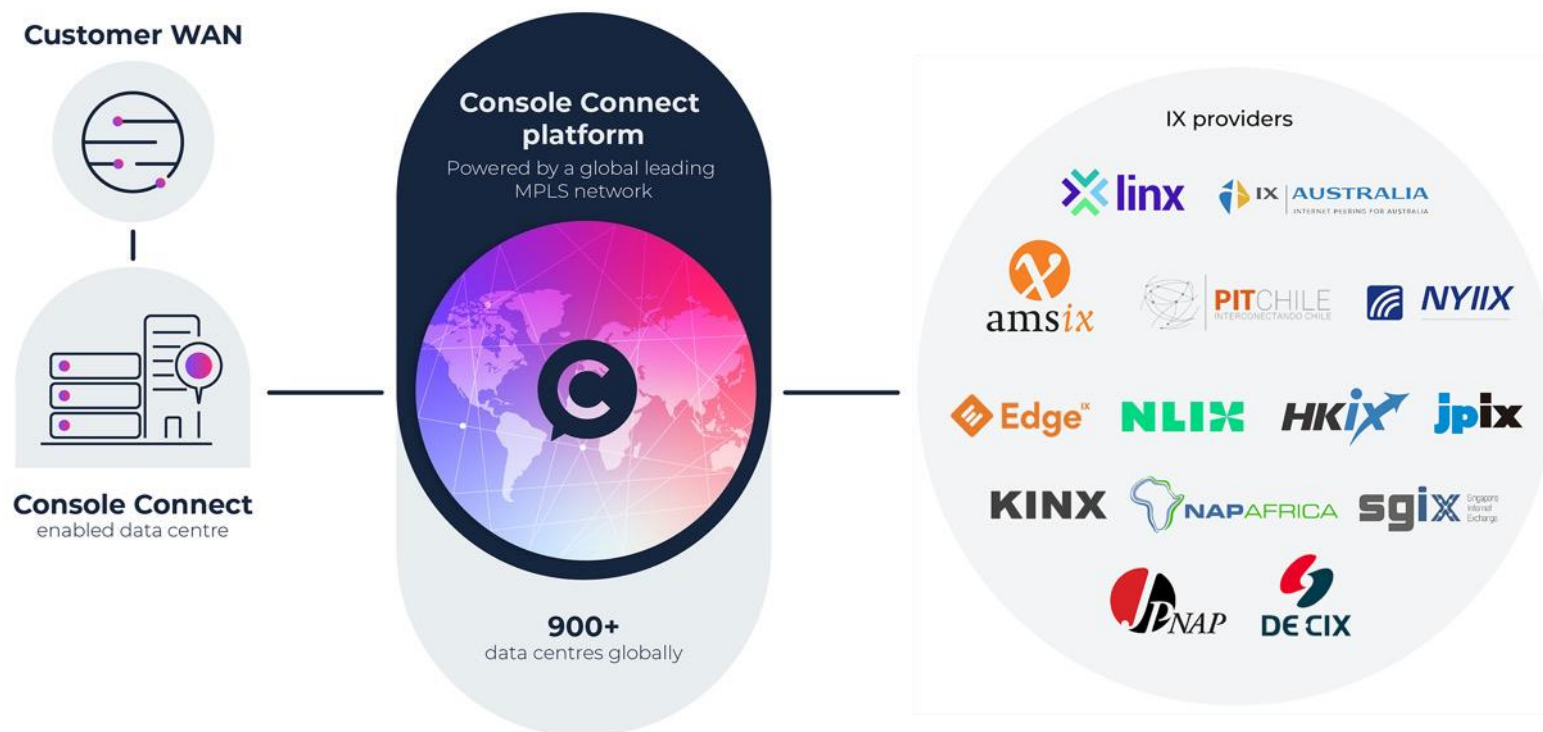 Customer WAN
Console Connect
enabled data centre
Console Connect
platform
Powered by a global leading
MPLS network
C
900+
data centres globally
IX providers
linx
IX AUSTRALIA
INTERNET PEERING FOR AUSTRALIA
amsix
PITCHILE
INTERCONECTANDO CHILE
NYIIX
EdgeIX
NLIX
HKiX
jpix
KINX
NAPAFRICA
sgix
Singapore
Internet
Exchange
JPNAP
DE CIX